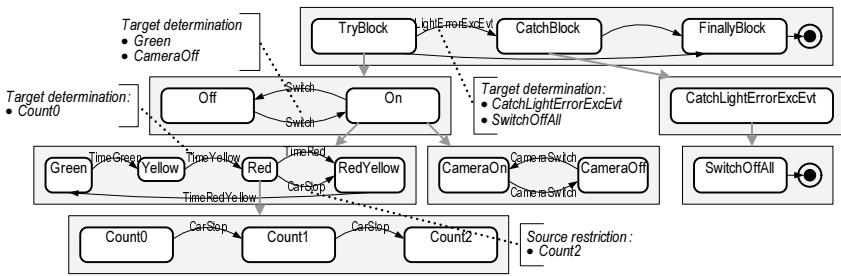 Target determination
• Green
• CameraOff
TryBlock
LightErrorExcEvt
CatchBlock
FinallyBlock
Target determination:
• Count0
Off
Switch
Switch
On
Target determination:
• CatchLightErrorExcEvt
• SwitchOffAll
CatchLightErrorExcEvt
Green
TimeGreen
Yellow
TimeYellow
Red
TimeRed
CarStop
RedYellow
TimeRedYellow
CameraOn
CameraSwitch
CameraSwitch
CameraOff
SwitchOffAll
Count0
CarStop
Count1
CarStop
Count2
Source restriction:
• Count2